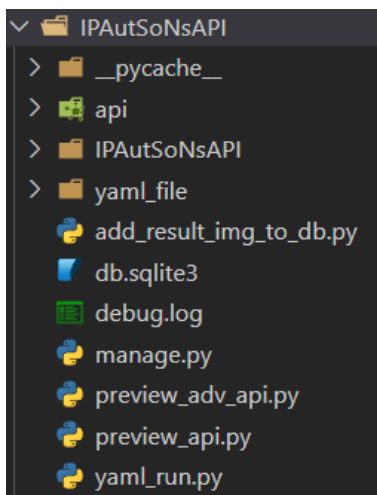 IPAutSoNsAPI
__pycache__
api
IPAutSoNsAPI
yaml_file
add_result_img_to_db.py
db.sqlite3
debug.log
manage.py
preview_adv_api.py
preview_api.py
yaml_run.py